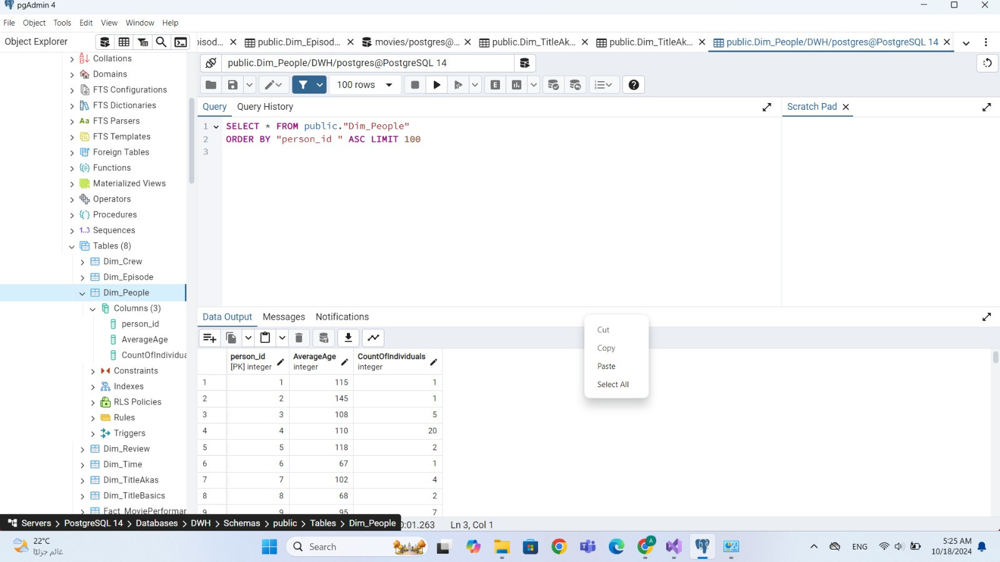 pgAdmin 4
File Object Tools Edit View Window Help
Object Explorer
pisod... × public.Dim_Episod... × movies/postgres@... × public.Dim_TitleAk... × public.Dim_TitleAk... × public.Dim_People/DWH/postgres@PostgreSQL 14 ×
public.Dim_People/DWH/postgres@PostgreSQL 14
100 rows
Query Query History
Scratch Pad ×
1 SELECT * FROM public."Dim_People"
2 ORDER BY "person_id " ASC LIMIT 100
3
Collations
Domains
FTS Configurations
FTS Dictionaries
Aa FTS Parsers
FTS Templates
Foreign Tables
Functions
Materialized Views
Operators
Procedures
1..3 Sequences
Tables (8)
Dim_Crew
Dim_Episode
Dim_People
Columns (3)
person_id
AverageAge
CountOfIndividua
Constraints
Indexes
RLS Policies
Rules
Triggers
Dim_Review
Dim_Time
Dim_TitleAkas
Dim_TitleBasics
Fact_MoviePerformar
Data Output Messages Notifications
person_id AverageAge CountOfIndividuals
[PK] integer integer integer
1 1 115 1
2 2 145 1
3 3 108 5
4 4 110 20
5 5 118 2
6 6 67 1
7 7 102 4
8 8 68 2
9 9 95 7
Cut
Copy
Paste
Select All
Servers > PostgreSQL 14 > Databases > DWH > Schemas > public > Tables > Dim_People
0:01.263 Ln 3, Col 1
22°C
غائم جزئيًا
Search
ENG
5:25 AM
10/18/2024